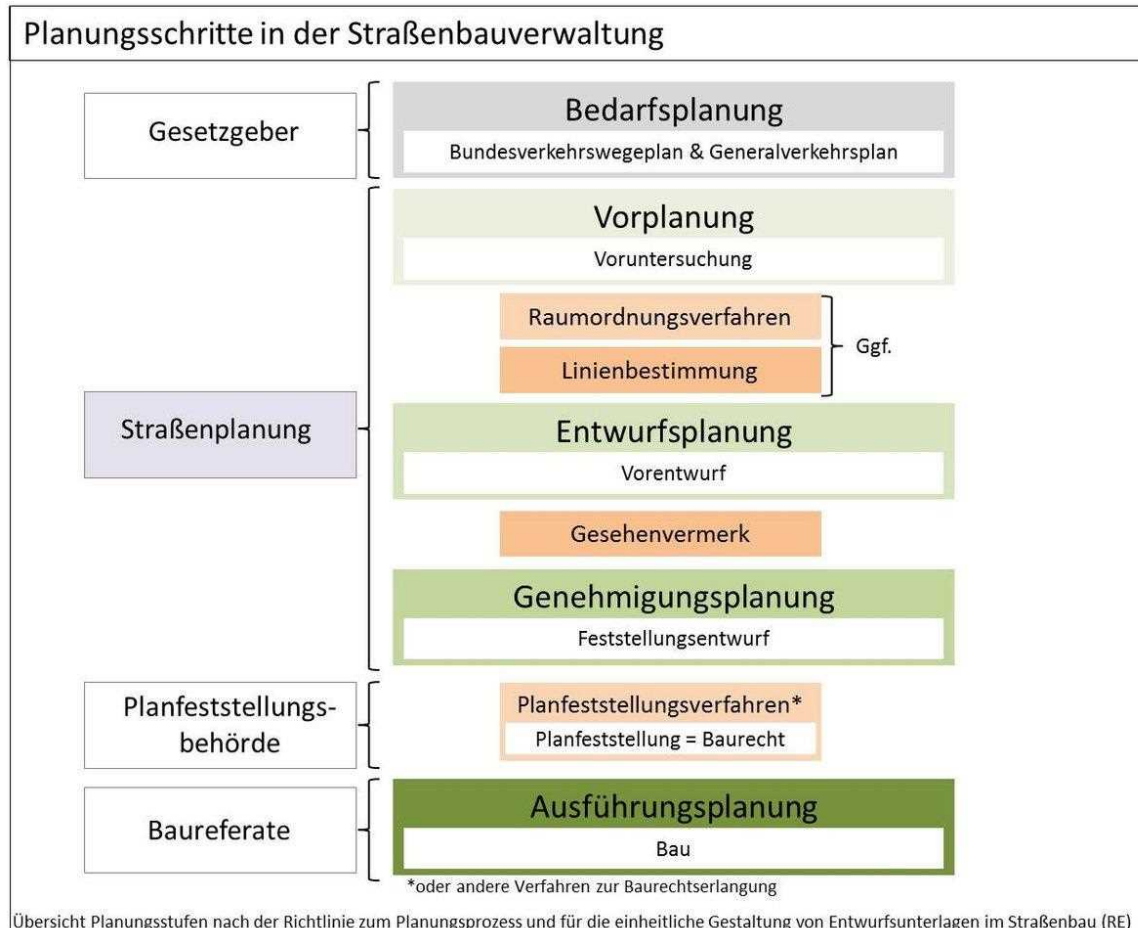 Planungsschritte in der Straßenbauverwaltung
Gesetzgeber
Bedarfsplanung
Bundesverkehrswegeplan & Generalverkehrsplan
Straßenplanung
Vorplanung
Voruntersuchung
Raumordnungsverfahren
Linienbestimmung
Ggf.
Entwurfsplanung
Vorentwurf
Gesehenvermerk
Genehmigungsplanung
Feststellungsentwurf
Planfeststellungs-
behörde
Planfeststellungsverfahren*
Planfeststellung = Baurecht
Baureferate
Ausführungsplanung
Bau
*oder andere Verfahren zur Baurechtserlangung
Übersicht Planungsstufen nach der Richtlinie zum Planungsprozess und für die einheitliche Gestaltung von Entwurfsunterlagen im Straßenbau (RE)